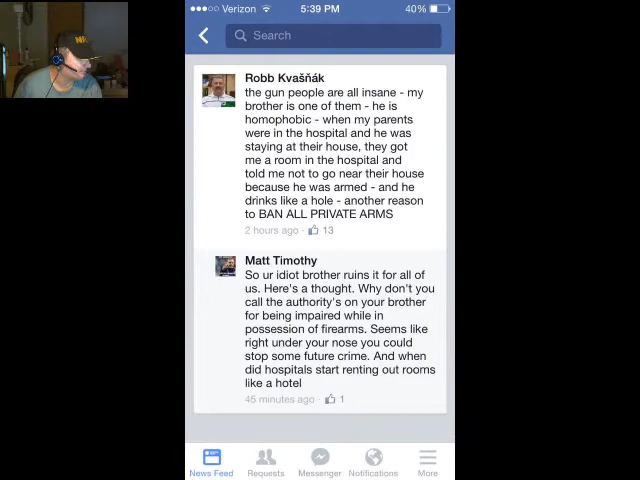 Verizon 5:39 PM 40%
Search
Robb Kvašňák
the gun people are all insane - my
brother is one of them - he is
homophobic - when my parents
were in the hospital and he was
staying at their house, they got
me a room in the hospital and
told me not to go near their house
because he was armed - and he
drinks like a hole - another reason
to BAN ALL PRIVATE ARMS
2 hours ago · 13
Matt Timothy
So ur idiot brother ruins it for all of
us. Here's a thought. Why don't you
call the authority's on your brother
for being impaired while in
possession of firearms. Seems like
right under your nose you could
stop some future crime. And when
did hospitals start renting out rooms
like a hotel
45 minutes ago · 1
News Feed Requests Messenger Notifications More